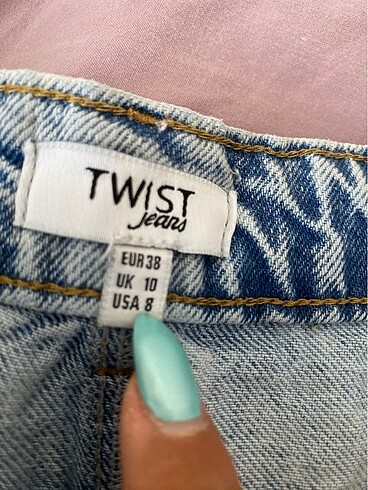 TWIST
jeans
EUR 38
UK 10
USA 8